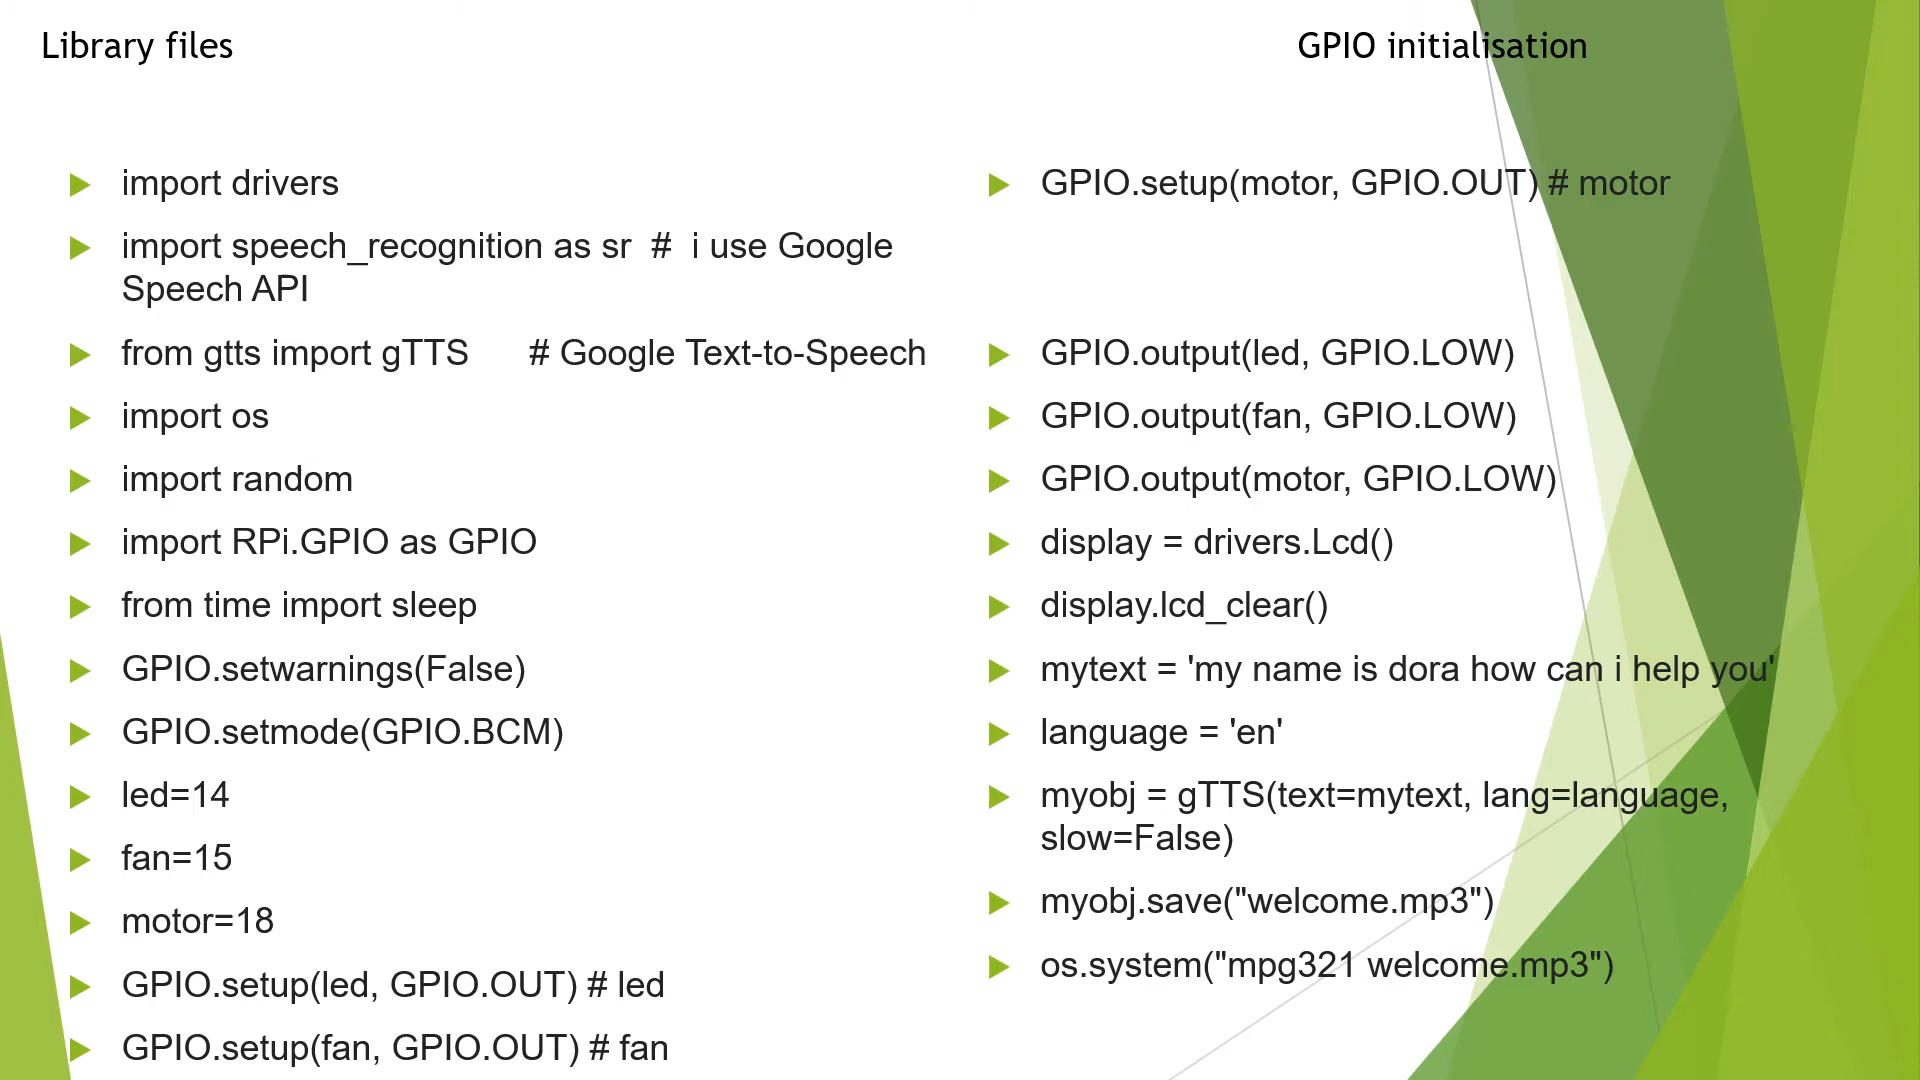 Library files
import drivers
import speech_recognition as sr  #  i use Google
Speech API
from gtts import gTTS      # Google Text-to-Speech
import os
import random
import RPi.GPIO as GPIO
from time import sleep
GPIO.setwarnings(False)
GPIO.setmode(GPIO.BCM)
led=14
fan=15
motor=18
GPIO.setup(led, GPIO.OUT) # led
GPIO.setup(fan, GPIO.OUT) # fan
GPIO initialisation
GPIO.setup(motor, GPIO.OUT) # motor
GPIO.output(led, GPIO.LOW)
GPIO.output(fan, GPIO.LOW)
GPIO.output(motor, GPIO.LOW)
display = drivers.Lcd()
display.lcd_clear()
mytext = 'my name is dora how can i help you'
language = 'en'
myobj = gTTS(text=mytext, lang=language,
slow=False)
myobj.save("welcome.mp3")
os.system("mpg321 welcome.mp3")